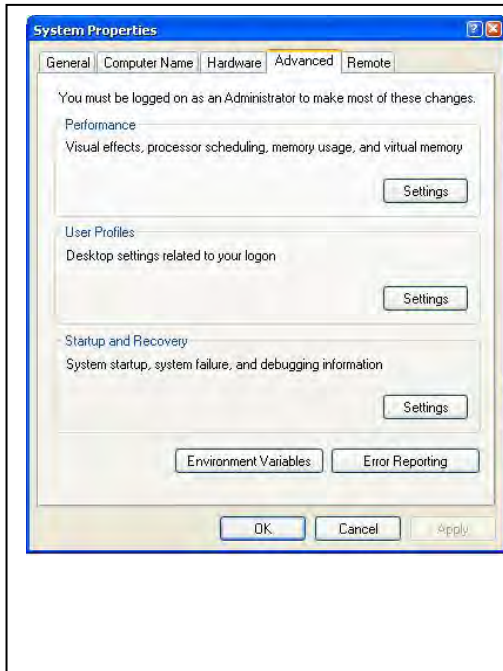 System Properties
General Computer Name Hardware Advanced Remote
You must be logged on as an Administrator to make most of these changes.
Performance
Visual effects, processor scheduling, memory usage, and virtual memory
Settings
User Profiles
Desktop settings related to your logon
Settings
Startup and Recovery
System startup, system failure, and debugging information
Settings
Environment Variables Error Reporting
OK Cancel Apply